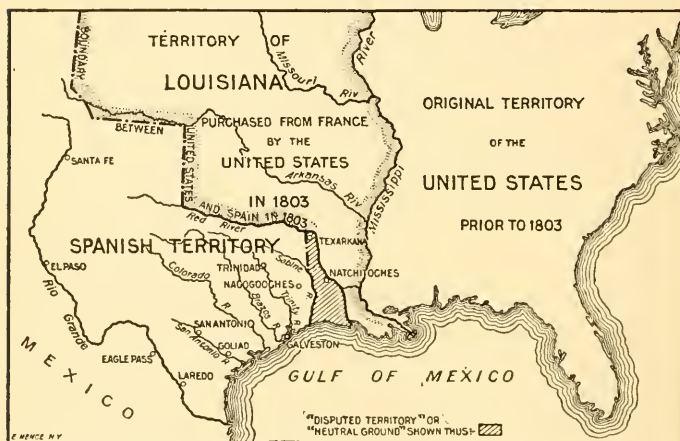 TERRITORY OF
LOUISIANA
PURCHASED FROM FRANCE
BY THE
UNITED STATES
IN 1803
BOUNDARY
BETWEEN
UNITED STATES
AND SPAIN IN 1803
Missouri Riv
River
Mississippi
Arkansas Riv
ORIGINAL TERRITORY
OF THE
UNITED STATES
PRIOR TO 1803
SANTA FE
Red River
TEXARKANA
SPANISH TERRITORY
NATCHITOCHES
EL PASO
Rio Grande
Colorado R.
TRINIDAD
Sabine R.
NAGOGOCHES
Brazos R.
Trinity R.
SAN ANTONIO
San Antonio R.
GOLIAD
GALVESTON
EAGLE PASS
LAREDO
MEXICO
GULF OF MEXICO
"DISPUTED TERRITORY" OR
"NEUTRAL GROUND" SHOWN THUS